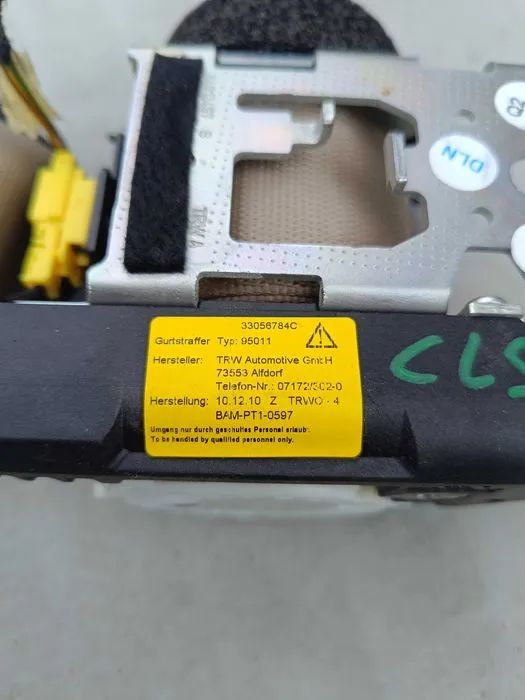 B
DLN
TRW A
33056784C
Gurtstraffer Typ: 95011
Hersteller: TRW Automotive GmbH
73553 Alfdorf
Telefon-Nr.: 07172/302-0
Herstellung: 10.12.10 Z TRWO - 4
BAM-PT1-0597
Umgang nur durch geschultes Personal erlaubt.
To be handled by qualified personnel only.
CLS